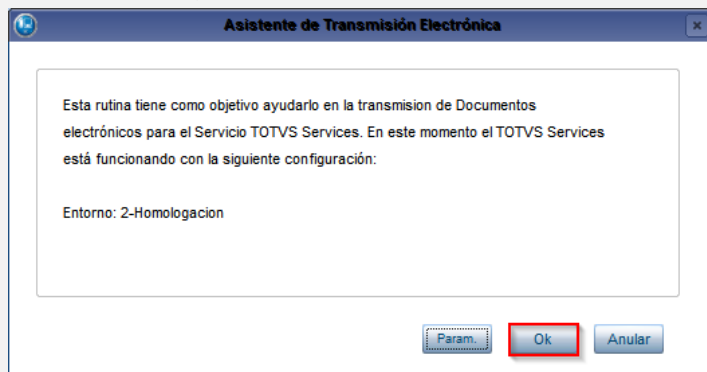 Asistente de Transmisión Electrónica
Esta rutina tiene como objetivo ayudarlo en la transmision de Documentos
electrónicos para el Servicio TOTVS Services. En este momento el TOTVS Services
está funcionando con la siguiente configuración:
Entorno: 2-Homologacion
Param. Ok Anular